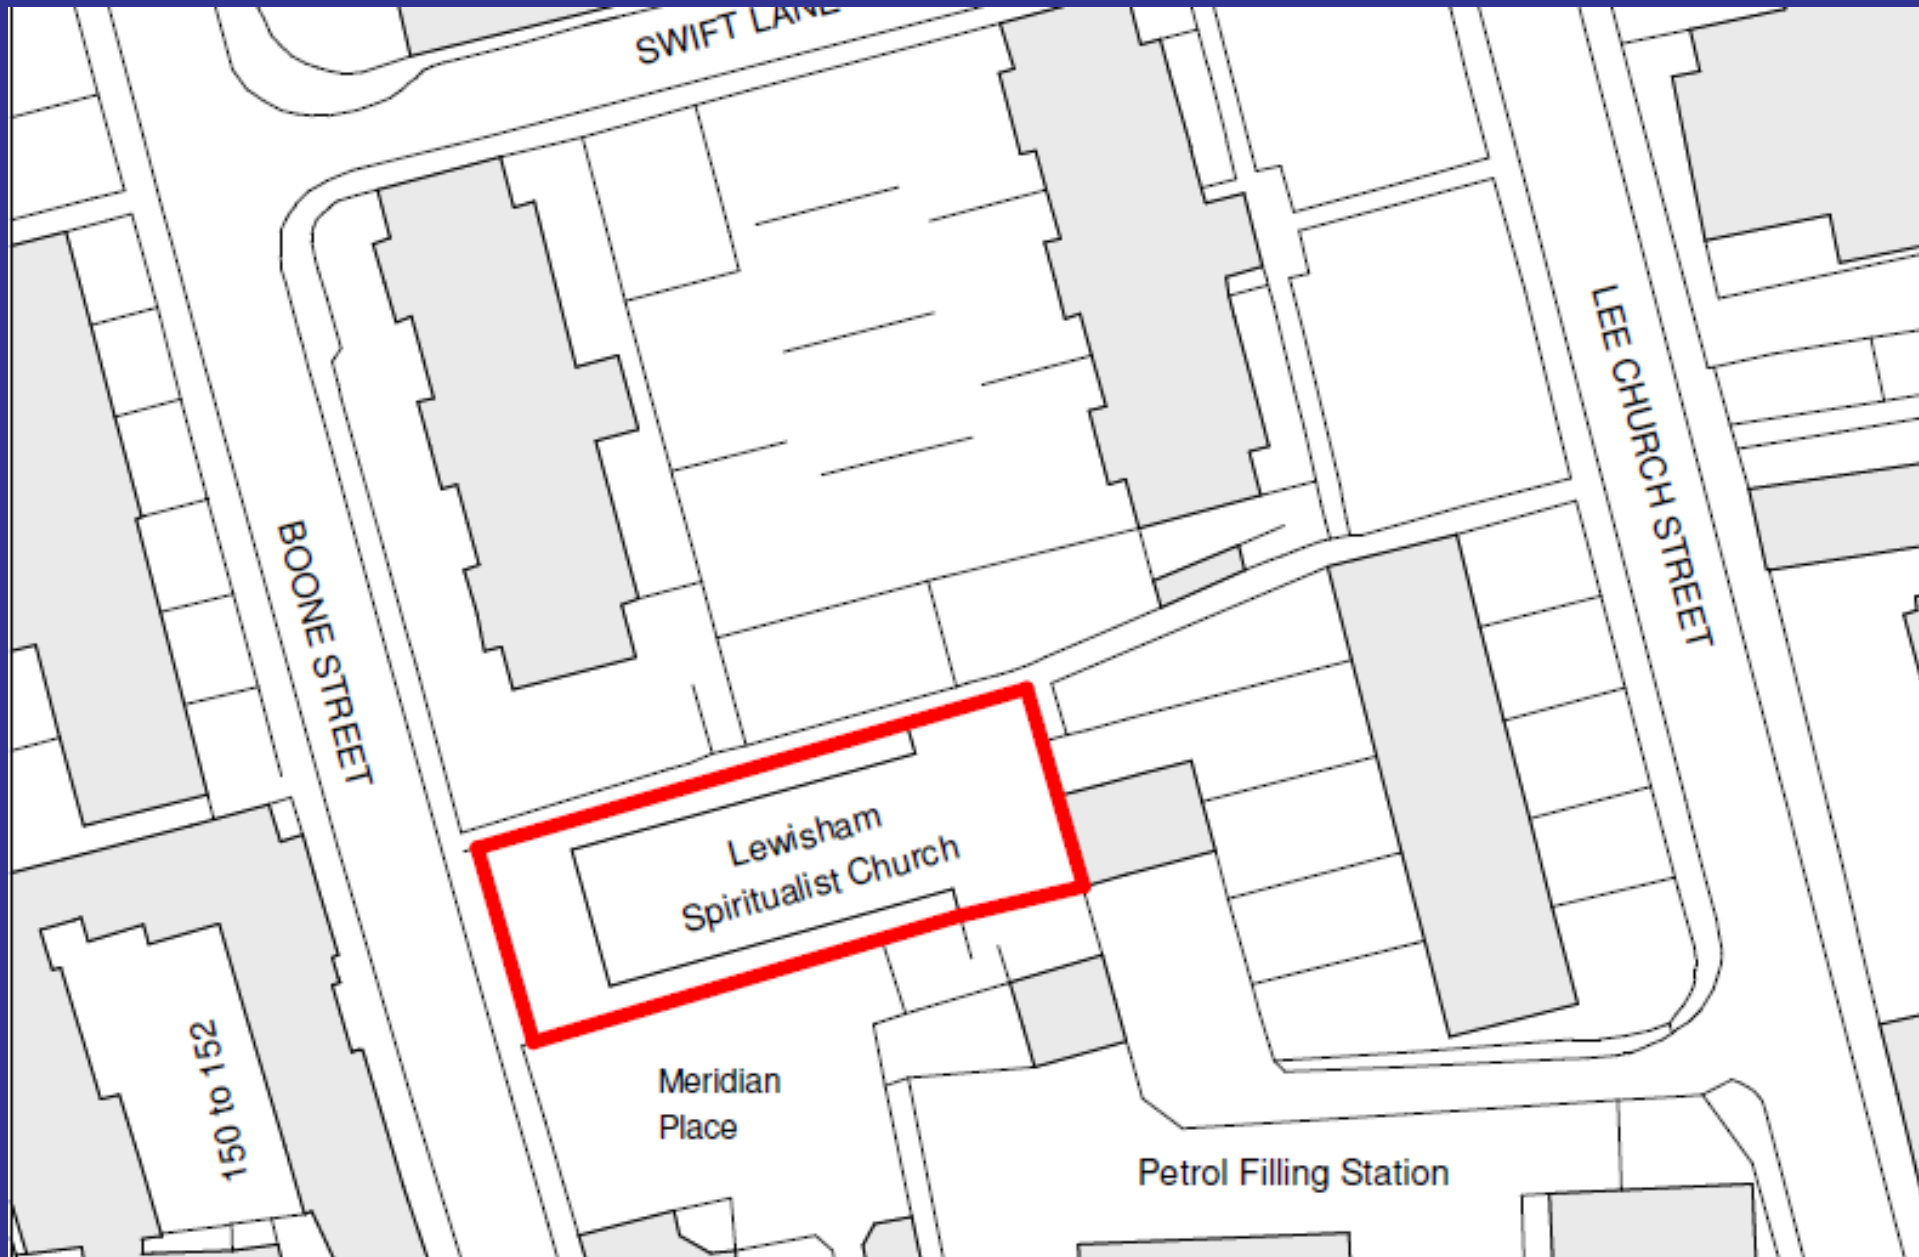 SWIFT LANE
LEE CHURCH STREET
BOONE STREET
Lewisham
Spiritualist Church
150 to 152
Meridian
Place
Petrol Filling Station